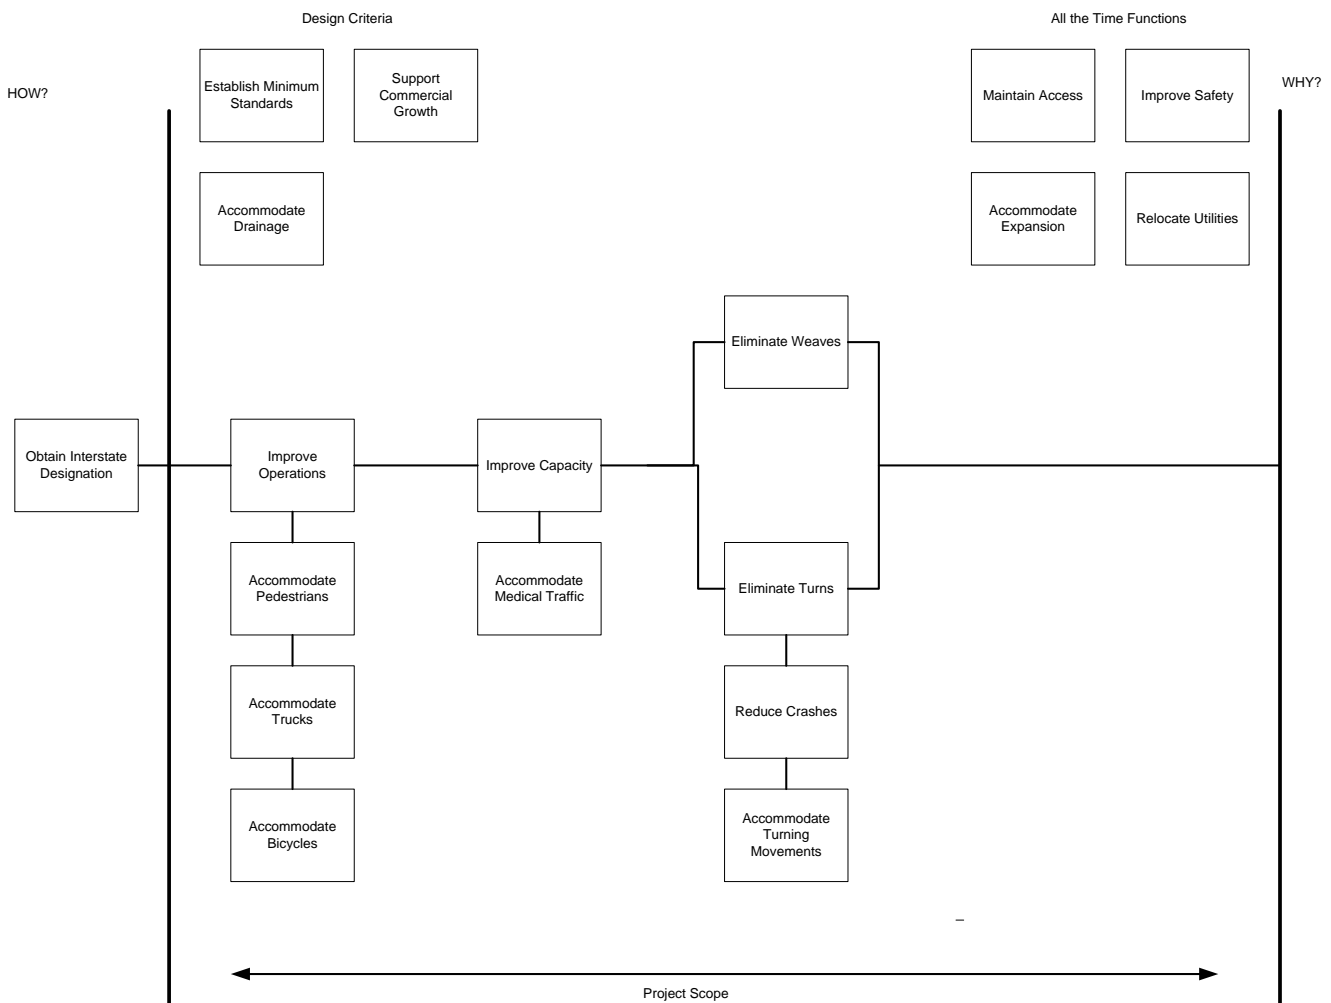 Design Criteria
All the Time Functions
HOW?
WHY?
Establish Minimum
Standards
Support
Commercial
Growth
Maintain Access
Improve Safety
Accommodate
Drainage
Accommodate
Expansion
Relocate Utilities
Eliminate Weaves
Obtain Interstate
Designation
Improve
Operations
Improve Capacity
Accommodate
Pedestrians
Accommodate
Medical Traffic
Eliminate Turns
Accommodate
Trucks
Reduce Crashes
Accommodate
Bicycles
Accommodate
Turning
Movements
Project Scope